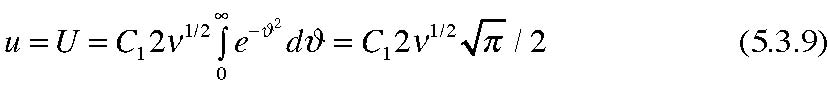 u = U = C₁2ν^{1/2} ∫₀^∞ e^{−ϑ²} dϑ = C₁2ν^{1/2}√π / 2 (5.3.9)